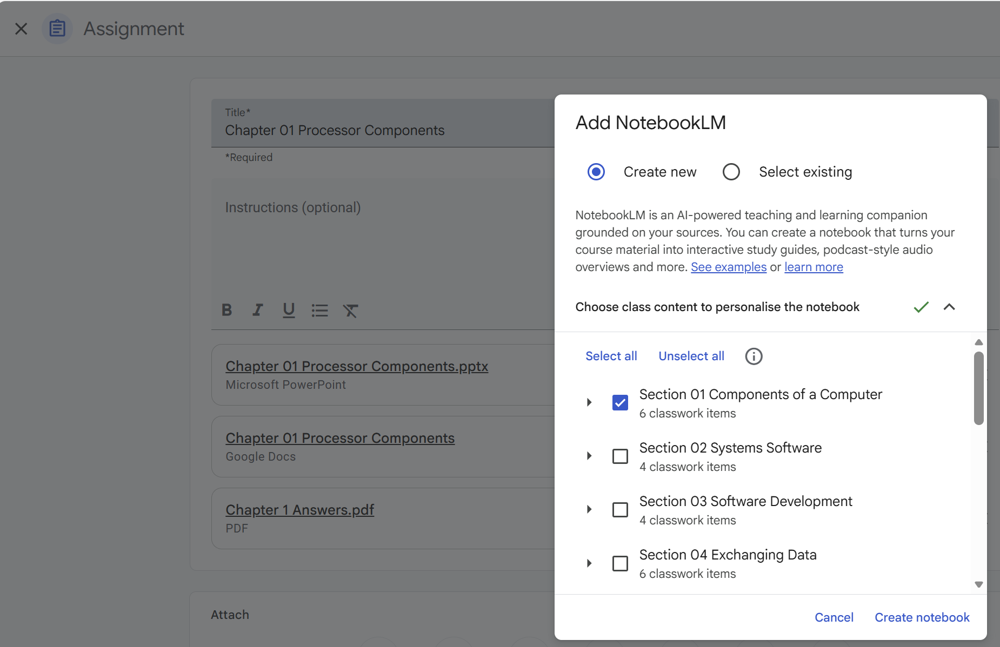 Assignment
Title*
Chapter 01 Processor Components
*Required
Instructions (optional)
B I U
Chapter 01 Processor Components.pptx
Microsoft PowerPoint
Chapter 01 Processor Components
Google Docs
Chapter 1 Answers.pdf
PDF
Attach
Add NotebookLM
Create new Select existing
NotebookLM is an AI-powered teaching and learning companion
grounded on your sources. You can create a notebook that turns your
course material into interactive study guides, podcast-style audio
overviews and more. See examples or learn more
Choose class content to personalise the notebook
Select all Unselect all
Section 01 Components of a Computer
6 classwork items
Section 02 Systems Software
4 classwork items
Section 03 Software Development
4 classwork items
Section 04 Exchanging Data
6 classwork items
Cancel Create notebook